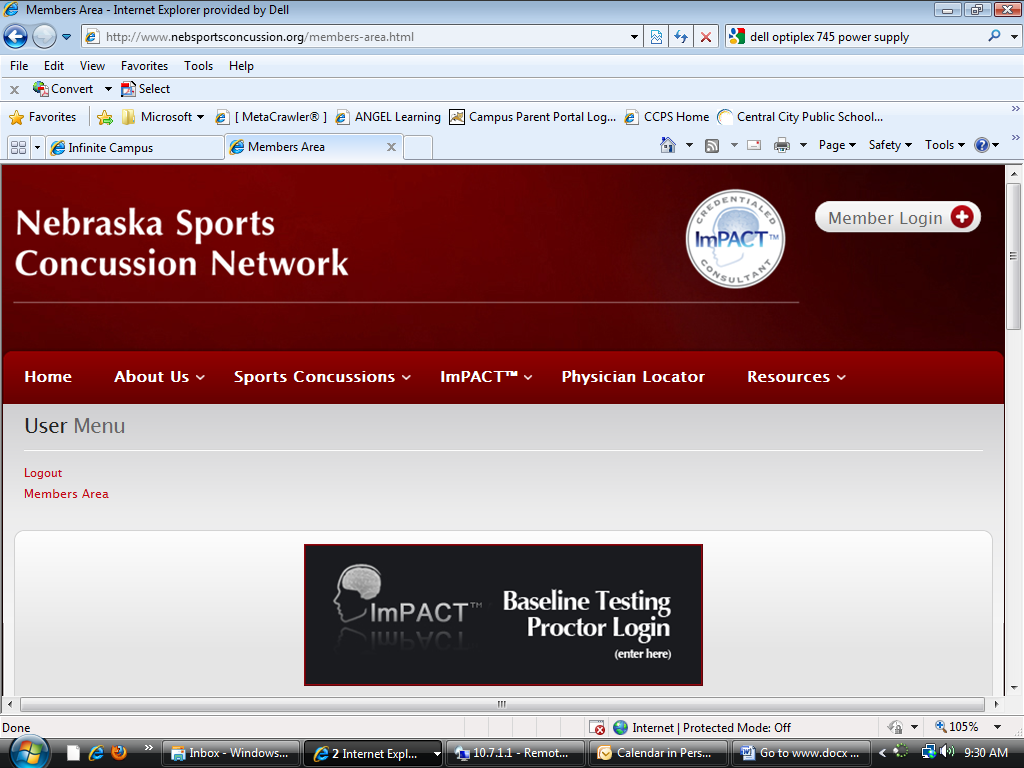 Members Area - Internet Explorer provided by Dell
http://www.nebsportsconcussion.org/members-area.html
dell optiplex 745 power supply
File Edit View Favorites Tools Help
x Convert Select
Favorites Microsoft [ MetaCrawler® ] ANGEL Learning Campus Parent Portal Log... CCPS Home Central City Public School... »
Infinite Campus Members Area x Page Safety Tools »
Nebraska Sports
Concussion Network
CREDENTIALED
ImPACT™
CONSULTANT
Member Login
Home About Us Sports Concussions ImPACT™ Physician Locator Resources
User Menu
Logout
Members Area
ImPACT™
Baseline Testing
Proctor Login
(enter here)
Done Internet | Protected Mode: Off 105%
» Inbox - Windows... 2 Internet Expl... 10.7.1.1 - Remot... Calendar in Pers... Go to www.docx ... < 9:30 AM